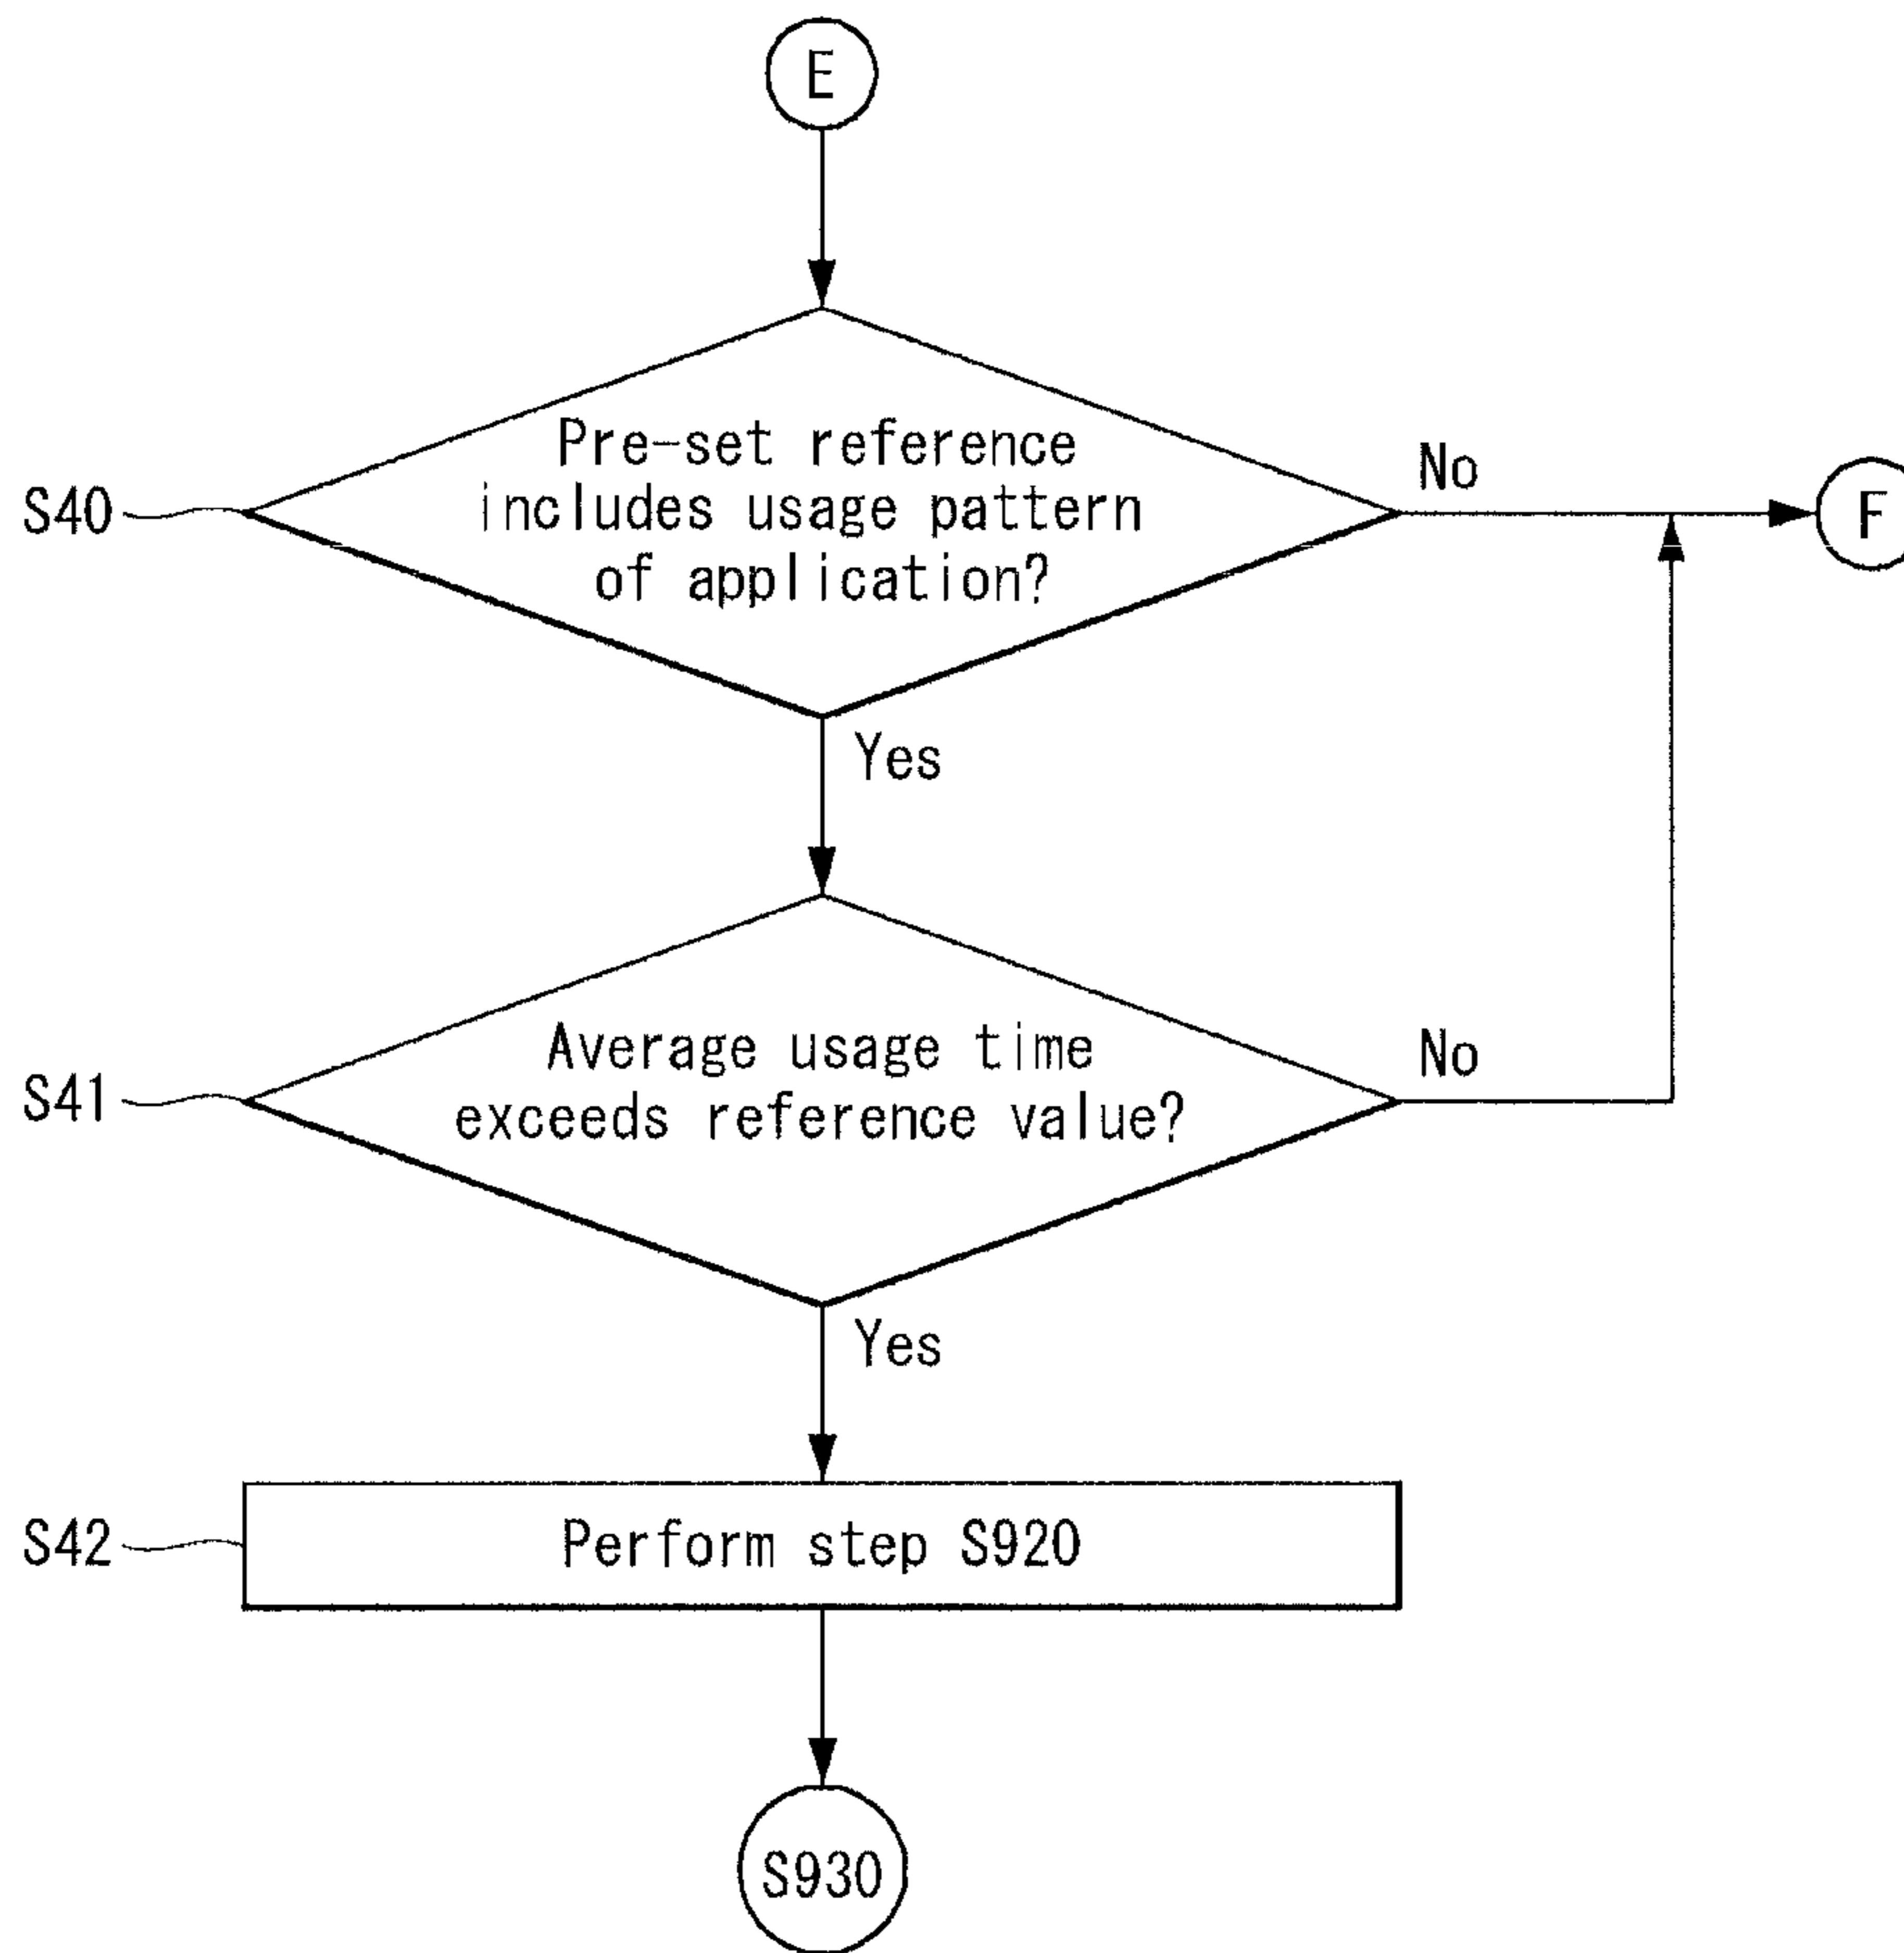 E
Pre-set reference
includes usage pattern
of application?
S40
No
F
Yes
Average usage time
exceeds reference value?
S41
No
Yes
Perform step S920
S42
S930